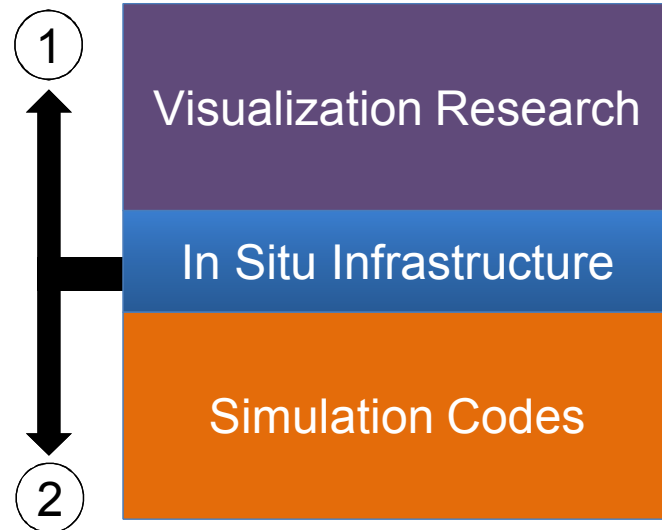 1
Visualization Research
In Situ Infrastructure
Simulation Codes
2